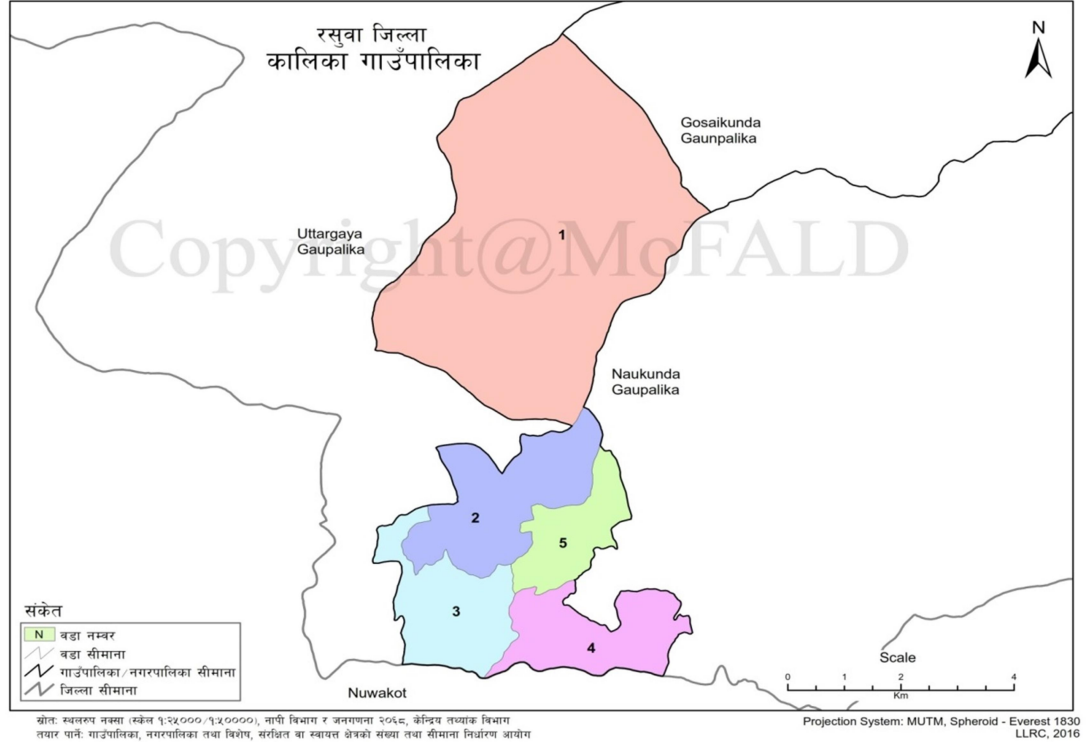 रसुवा जिल्ला
कालिका गाउँपालिका
N
Gosaikunda
Gaunpalika
Uttargaya
Gaupalika
1
Copyright@MoFALD
Naukunda
Gaupalika
2
5
3
4
संकेत
N वडा नम्बर
वडा सीमाना
गाउँपालिका/नगरपालिका सीमाना
जिल्ला सीमाना
Nuwakot
Scale
0 1 2 4
Km
स्रोत: स्थलरुप नक्सा (स्केल १:२५०००/१:५००००), नापी विभाग र जनगणना २०६८, केन्द्रिय तथ्यांक विभाग
तयार पार्ने: गाउँपालिका, नगरपालिका तथा विशेष, संरक्षित वा स्वायत्त क्षेत्रको संख्या तथा सीमाना निर्धारण आयोग
Projection System: MUTM, Spheroid - Everest 1830
LLRC, 2016